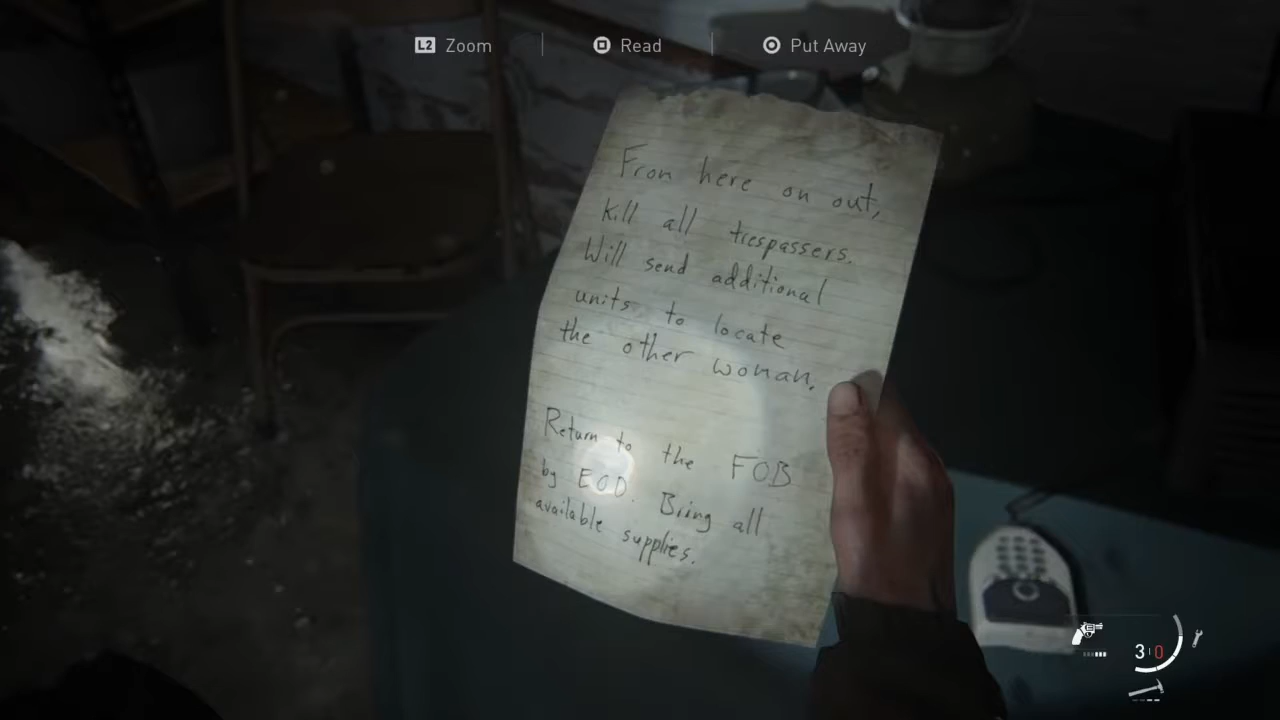 L2 Zoom Read Put Away
From here on out,
kill all trespassers.
Will send additional
units to locate
the other woman.
Return to the FOB
by EOD. Bring all
available supplies.
3 0